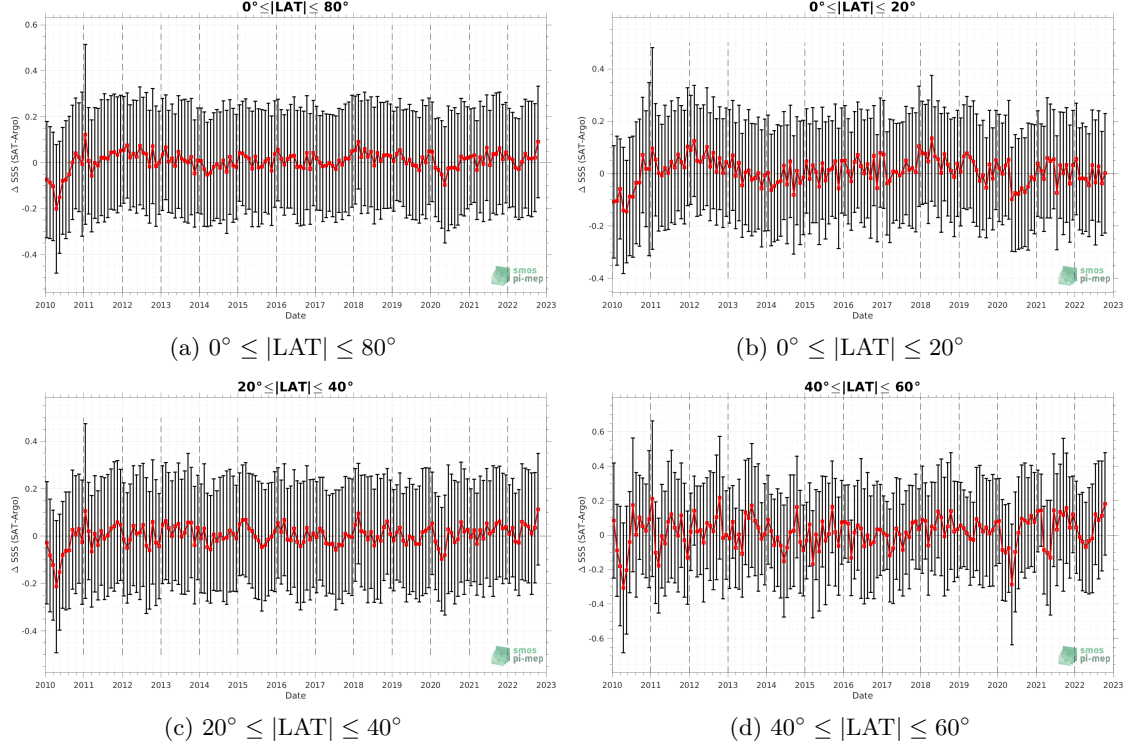 0°≤|LAT|≤ 80°
0.6
0.4
0.2
0
-0.2
-0.4
Δ SSS (SAT-Argo)
smos
pi-mep
2010 2011 2012 2013 2014 2015 2016 2017 2018 2019 2020 2021 2022 2023
Date
(a) 0° ≤ |LAT| ≤ 80°
0°≤|LAT|≤ 20°
0.4
0.2
0.0
-0.2
-0.4
Δ SSS (SAT-Argo)
smos
pi-mep
2010 2011 2012 2013 2014 2015 2016 2017 2018 2019 2020 2021 2022 2023
Date
(b) 0° ≤ |LAT| ≤ 20°
20°≤|LAT|≤ 40°
0.4
0.2
0
-0.2
-0.4
Δ SSS (SAT-Argo)
smos
pi-mep
2010 2011 2012 2013 2014 2015 2016 2017 2018 2019 2020 2021 2022 2023
Date
(c) 20° ≤ |LAT| ≤ 40°
40°≤|LAT|≤ 60°
0.6
0.4
0.2
0.0
-0.2
-0.4
-0.6
Δ SSS (SAT-Argo)
smos
pi-mep
2010 2011 2012 2013 2014 2015 2016 2017 2018 2019 2020 2021 2022 2023
Date
(d) 40° ≤ |LAT| ≤ 60°